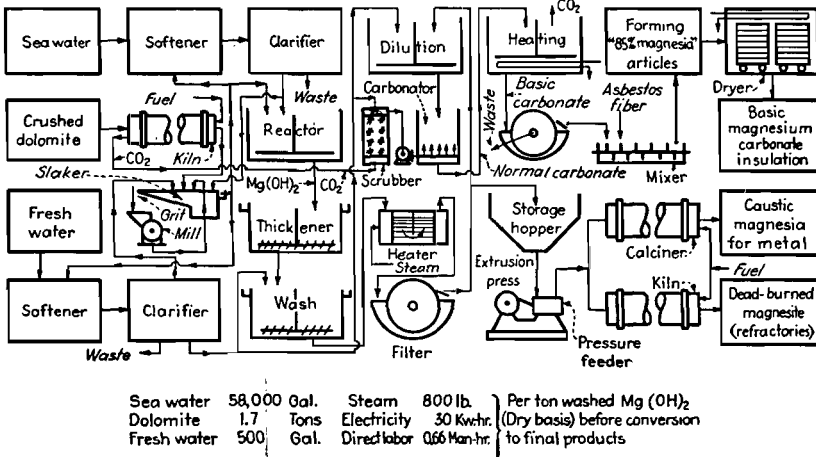 Sea water
Softener
Clarifier
Dilution
Heating
CO2
Forming
"85% magnesia"
articles
Dryer
Waste
Carbonator
Waste
Basic
carbonate
Asbestos
fiber
Basic
magnesium
carbonate
insulation
Crushed
dolomite
Fuel
Kiln
CO2
Reactor
Scrubber
Normal carbonate
Mixer
Slaker
Mg(OH)2
CO2
Grit
Mill
Fresh
water
Thickener
Heater
Steam
Storage
hopper
Calciner
Caustic
magnesia
for metal
Fuel
Extrusion
press
Kiln
Dead-burned
magnesite
(refractories)
Softener
Clarifier
Wash
Filter
Pressure
feeder
Waste
Sea water 58,000 Gal. Steam 800 lb. Per ton washed Mg (OH)2
Dolomite 1.7 Tons Electricity 30 Kw.-hr. (Dry basis) before conversion
Fresh water 500 Gal. Direct labor 0.66 Man-hr. to final products